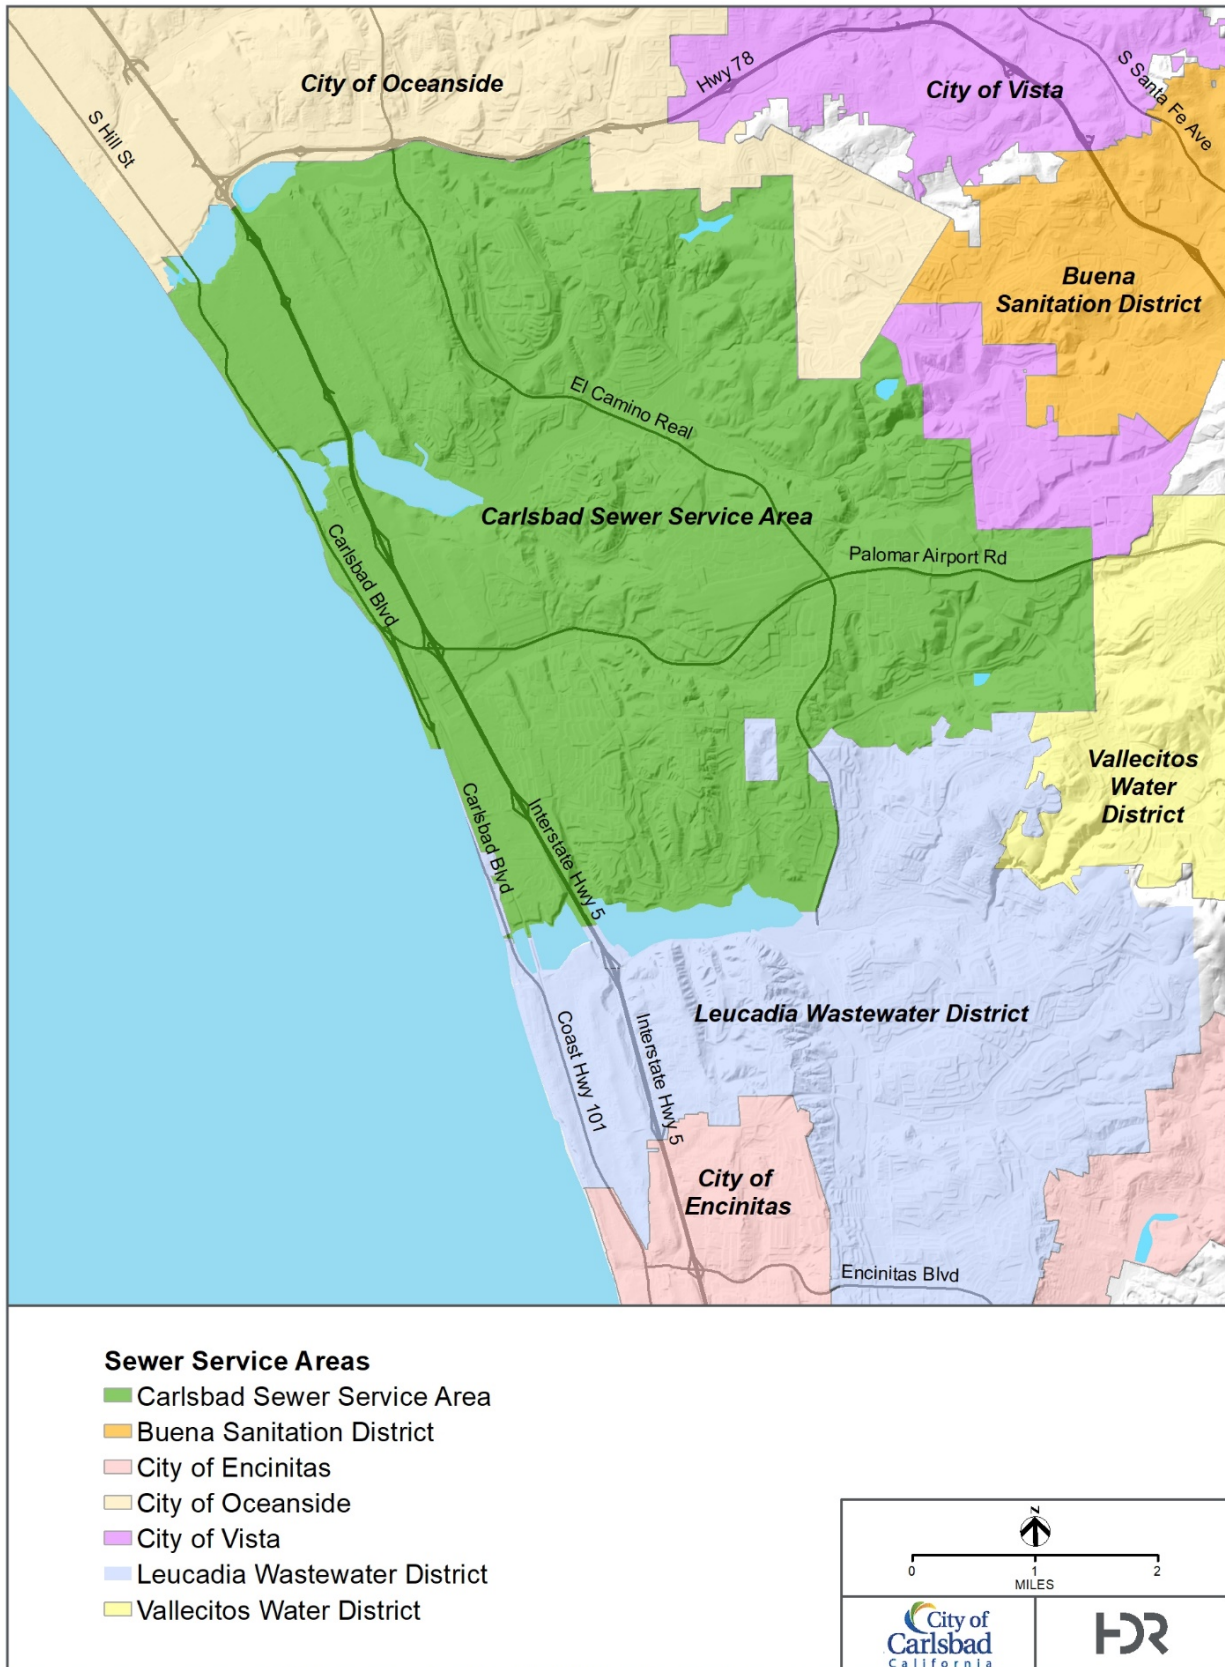 City of Oceanside
S Hill St
Hwy 78
City of Vista
S Santa Fe Ave
Buena
Sanitation District
El Camino Real
Carlsbad Sewer Service Area
Palomar Airport Rd
Carlsbad Blvd
Vallecitos
Water
District
Carlsbad Blvd
Interstate Hwy 5
Leucadia Wastewater District
Coast Hwy 101
Interstate Hwy 5
City of
Encinitas
Encinitas Blvd
Sewer Service Areas
Carlsbad Sewer Service Area
Buena Sanitation District
City of Encinitas
City of Oceanside
City of Vista
Leucadia Wastewater District
Vallecitos Water District
N
0 1 2
MILES
City of
Carlsbad
California
HDR